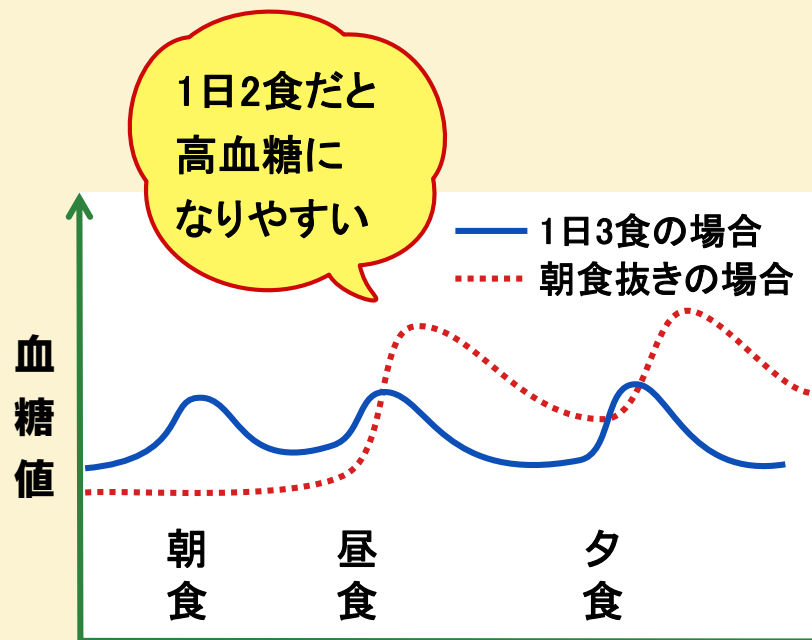 1日2食だと
高血糖に
なりやすい
1日3食の場合
朝食抜きの場合
血糖値
朝食
昼食
夕食